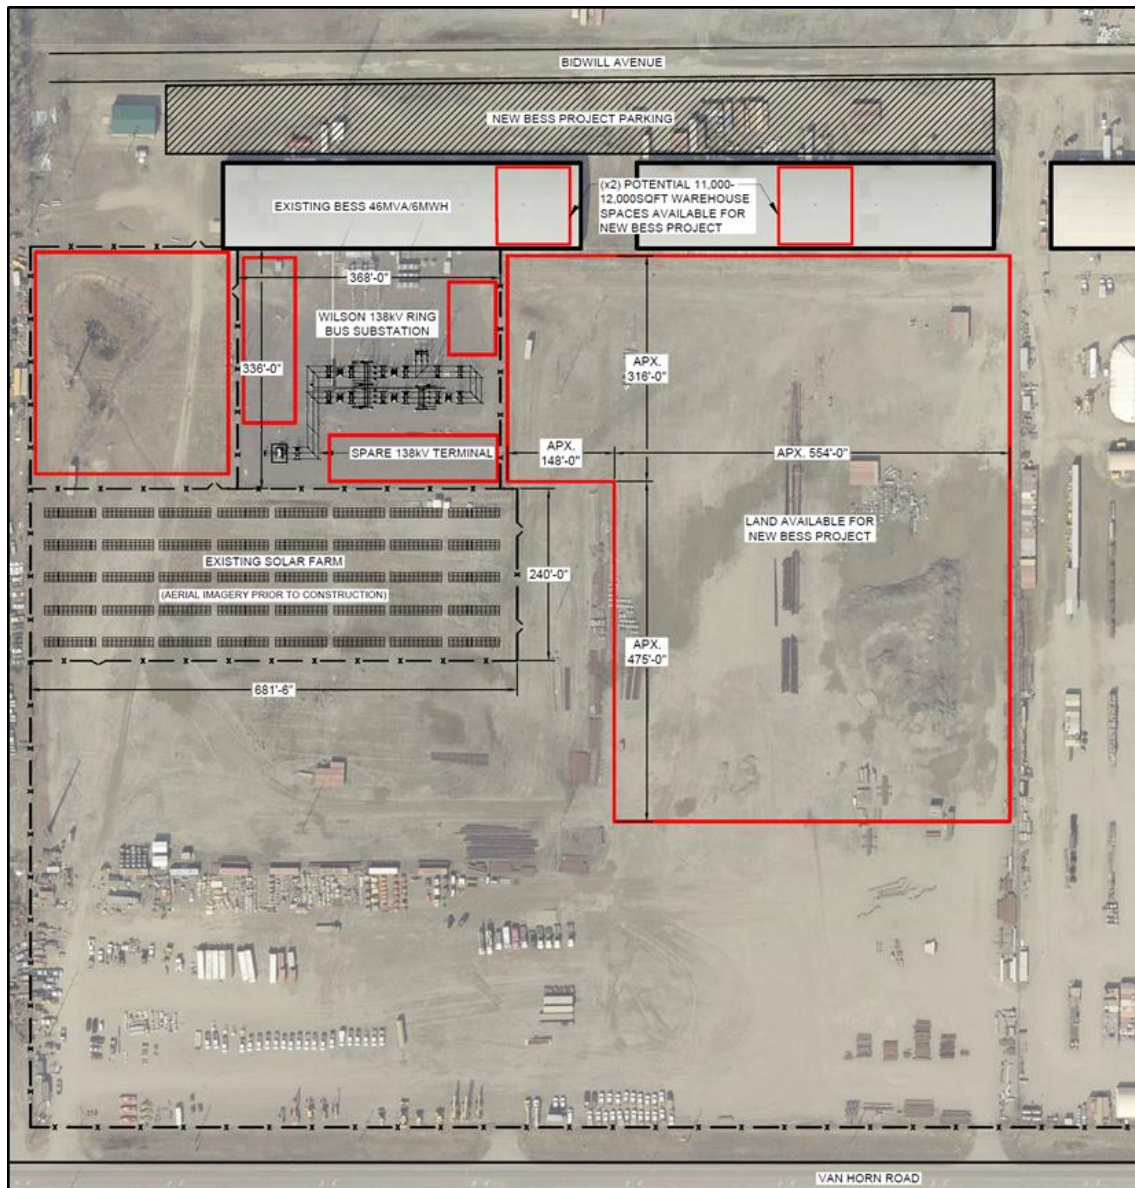 BIDWILL AVENUE
NEW BESS PROJECT PARKING
EXISTING BESS 46MVA/6MWH
(x2) POTENTIAL 11,000-
12,000SQFT WAREHOUSE
SPACES AVAILABLE FOR
NEW BESS PROJECT
368'-0"
WILSON 138kV RING
BUS SUBSTATION
336'-0"
APX.
316'-0"
SPARE 138kV TERMINAL
APX.
148'-0"
APX. 554'-0"
LAND AVAILABLE FOR
NEW BESS PROJECT
EXISTING SOLAR FARM
(AERIAL IMAGERY PRIOR TO CONSTRUCTION)
240'-0"
APX.
475'-0"
681'-6"
VAN HORN ROAD